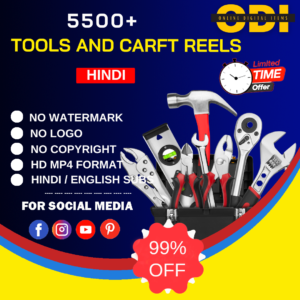 5500+
ODI
ONLINE DIGITAL ITEMS
TOOLS AND CARFT REELS
HINDI
Limited
TIME
Offer
NO WATERMARK
NO LOGO
NO COPYRIGHT
HD MP4 FORMAT
HINDI / ENGLISH SUBS
FOR SOCIAL MEDIA
99%
OFF